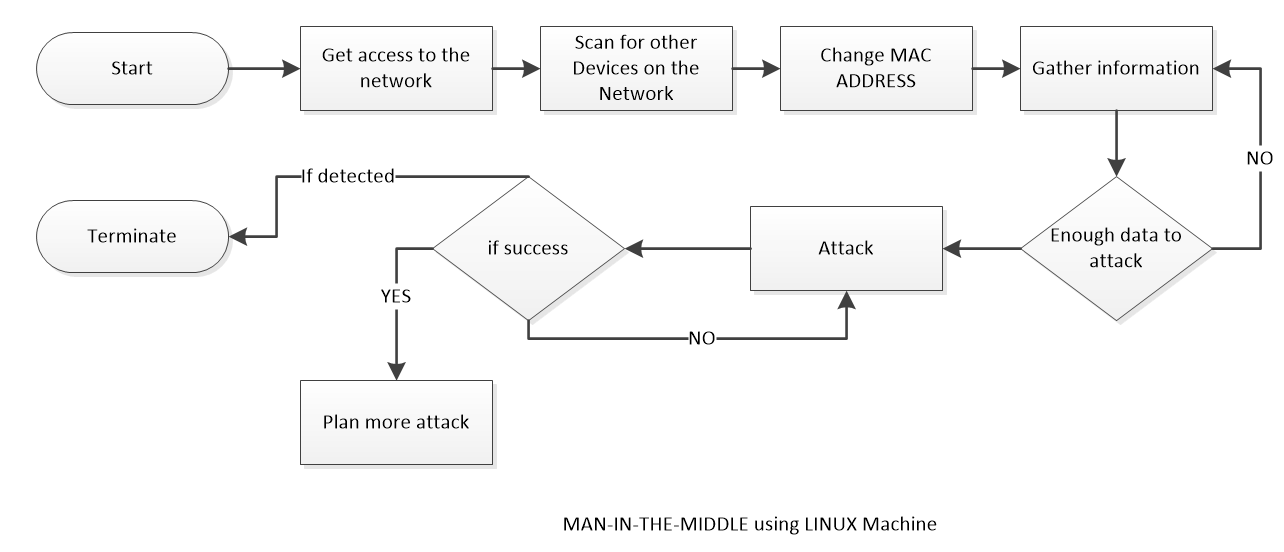 Start
Get access to the
network
Scan for other
Devices on the
Network
Change MAC
ADDRESS
Gather information
NO
Enough data to
attack
Attack
if success
If detected
Terminate
YES
NO
Plan more attack
MAN-IN-THE-MIDDLE using LINUX Machine